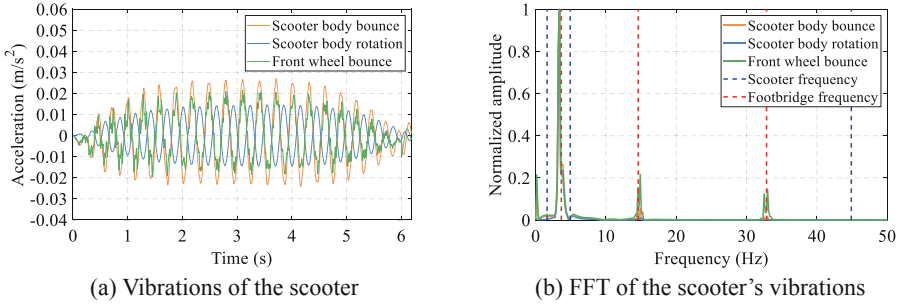 0.06
0.05
0.04
0.03
0.02
0.01
0
-0.01
-0.02
-0.03
-0.04
Acceleration (m/s²)
0 1 2 3 4 5 6
Time (s)
Scooter body bounce
Scooter body rotation
Front wheel bounce
(a) Vibrations of the scooter
1
0.8
0.6
0.4
0.2
0
Normalized amplitude
0 10 20 30 40 50
Frequency (Hz)
Scooter body bounce
Scooter body rotation
Front wheel bounce
Scooter frequency
Footbridge frequency
(b) FFT of the scooter's vibrations